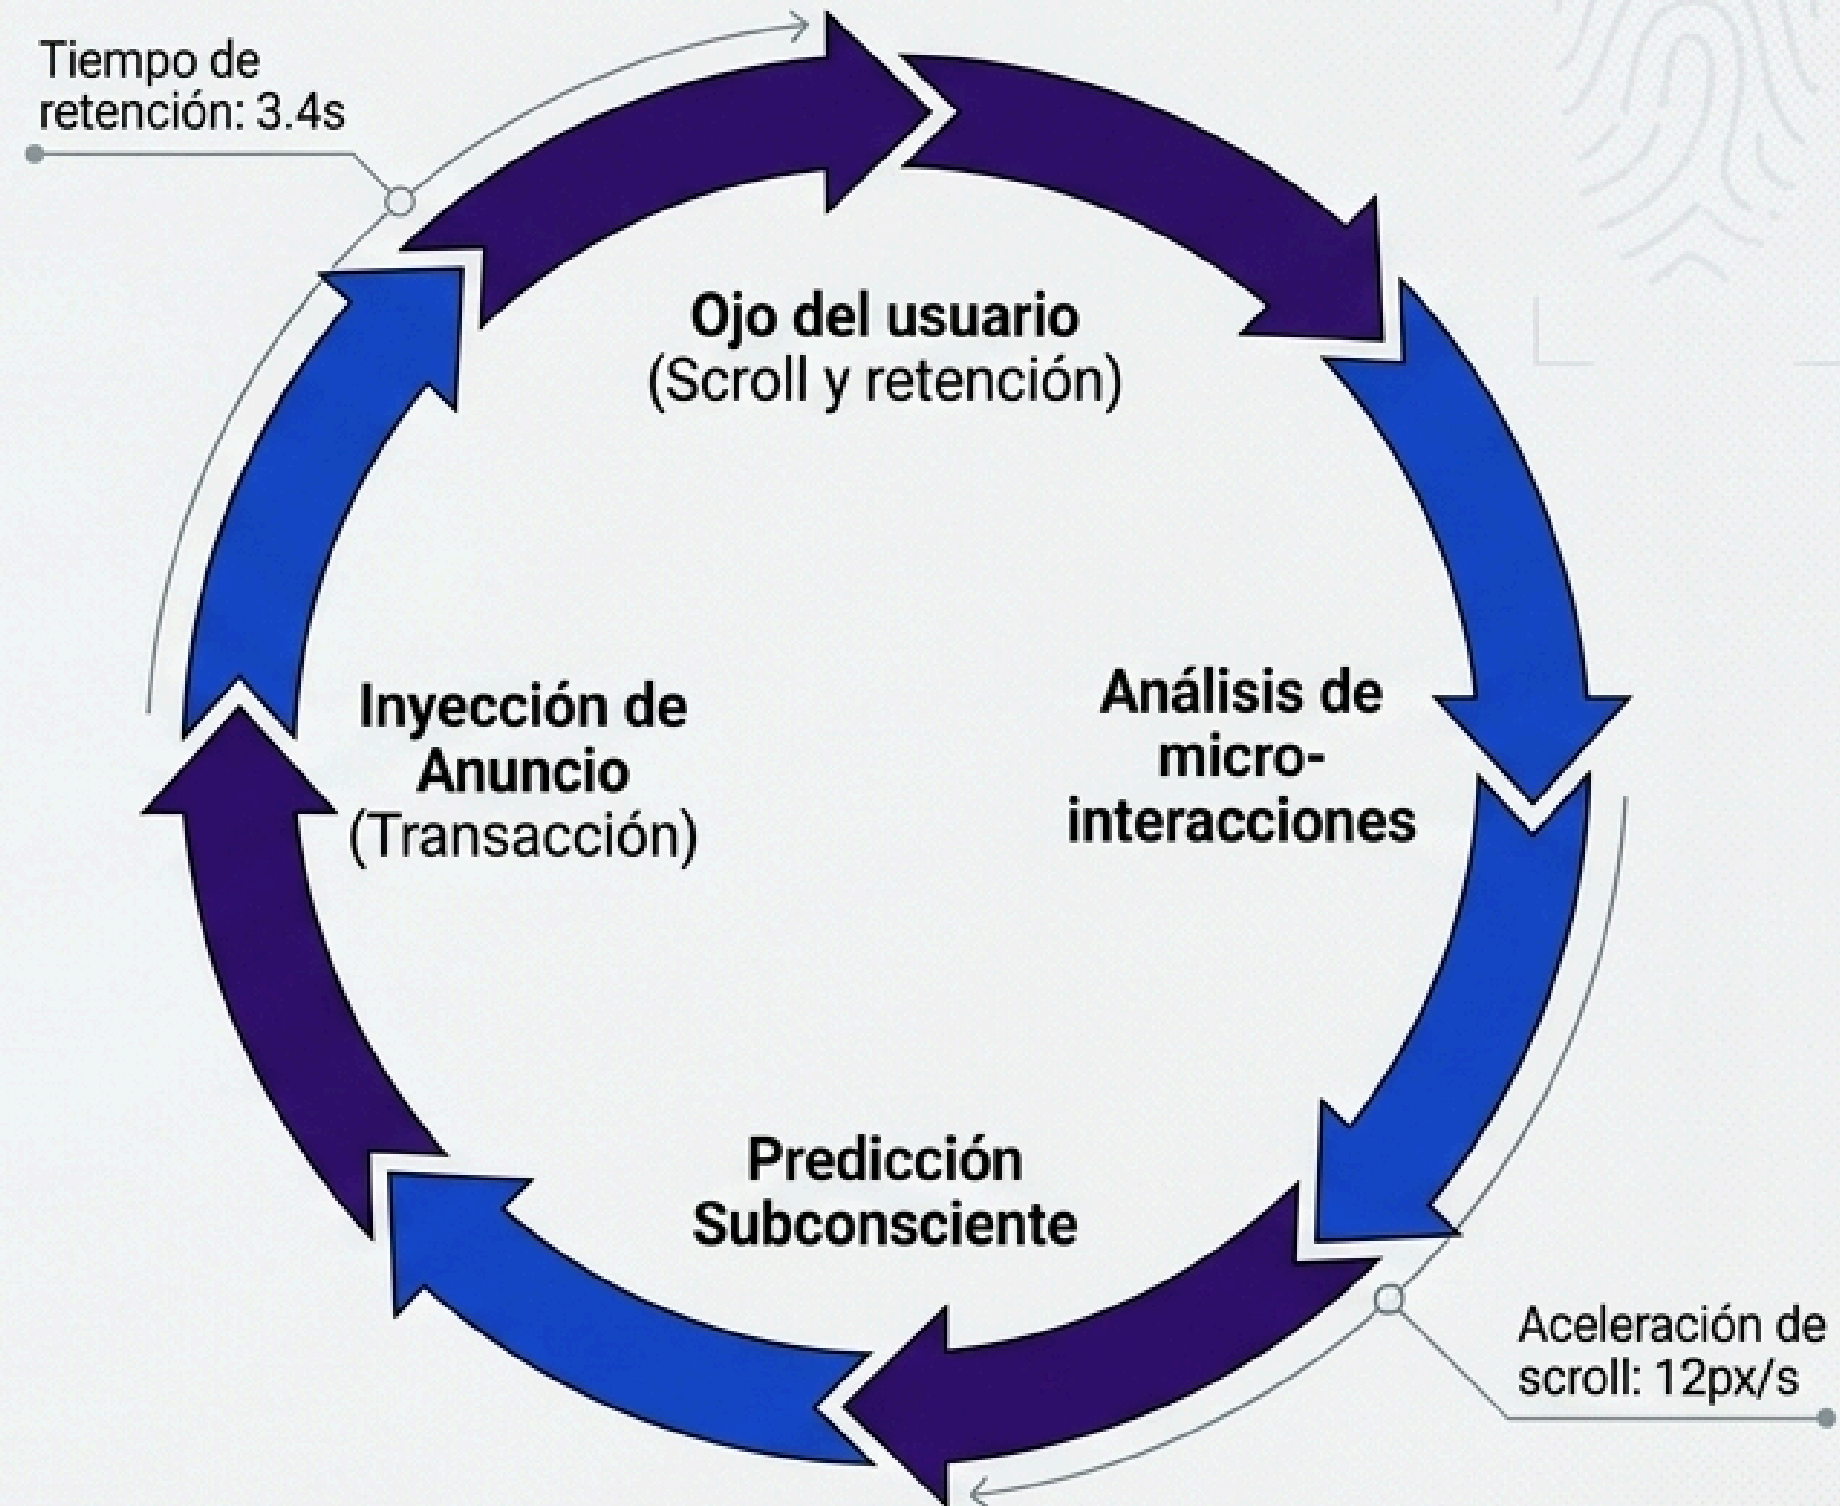 Tiempo de
retención: 3.4s
Ojo del usuario
(Scroll y retención)
Análisis de
micro-
interacciones
Inyección de
Anuncio
(Transacción)
Predicción
Subconsciente
Aceleración de
scroll: 12px/s